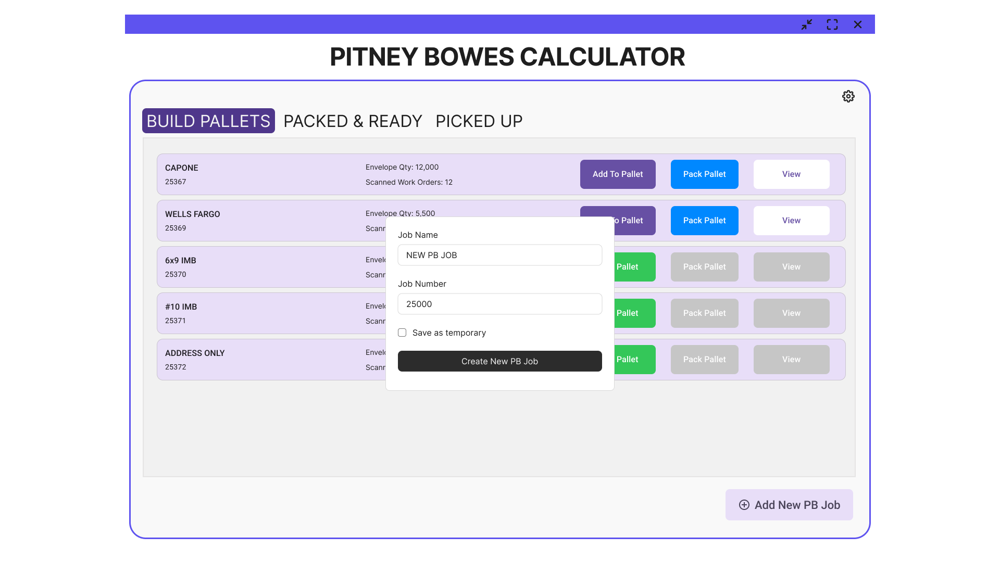 PITNEY BOWES CALCULATOR
BUILD PALLETS PACKED & READY PICKED UP
CAPONE
25367
Envelope Qty: 12,000
Scanned Work Orders: 12
Add To Pallet
Pack Pallet
View
WELLS FARGO
25369
Envelope Qty: 5,500
Scann
o Pallet
Pack Pallet
View
6x9 IMB
25370
Envelo
Scann
Pallet
Pack Pallet
View
#10 IMB
25371
Envelo
Scann
Pallet
Pack Pallet
View
ADDRESS ONLY
25372
Envelo
Scann
Pallet
Pack Pallet
View
Job Name
NEW PB JOB
Job Number
25000
Save as temporary
Create New PB Job
Add New PB Job